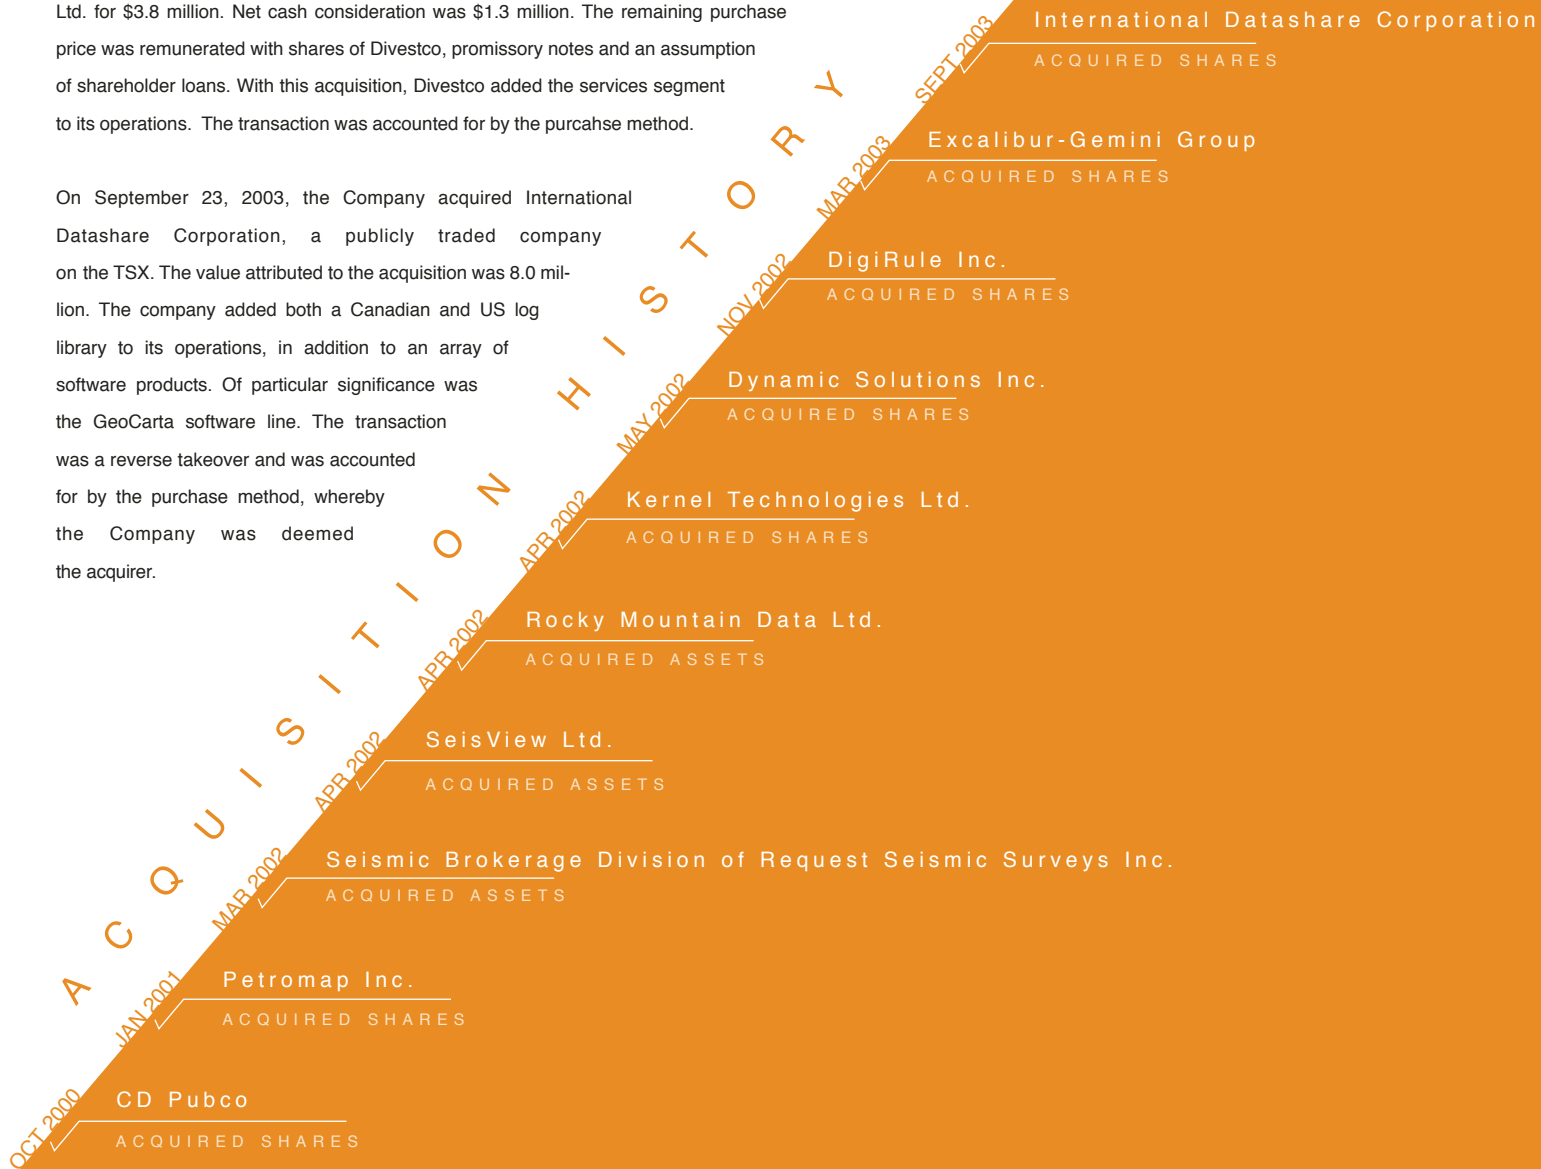 Ltd. for $3.8 million. Net cash consideration was $1.3 million. The remaining purchase
price was remunerated with shares of Divestco, promissory notes and an assumption
of shareholder loans. With this acquisition, Divestco added the services segment
to its operations. The transaction was accounted for by the purcahse method.
On September 23, 2003, the Company acquired International
Datashare Corporation, a publicly traded company
on the TSX. The value attributed to the acquisition was 8.0 mil-
lion. The company added both a Canadian and US log
library to its operations, in addition to an array of
software products. Of particular significance was
the GeoCarta software line. The transaction
was a reverse takeover and was accounted
for by the purchase method, whereby
the Company was deemed
the acquirer.
ACQUISITION HISTORY
SEPT 2003
International Datashare Corporation
ACQUIRED SHARES
MAR 2003
Excalibur-Gemini Group
ACQUIRED SHARES
NOV 2002
DigiRule Inc.
ACQUIRED SHARES
MAY 2002
Dynamic Solutions Inc.
ACQUIRED SHARES
APR 2002
Kernel Technologies Ltd.
ACQUIRED SHARES
APR 2002
Rocky Mountain Data Ltd.
ACQUIRED ASSETS
APR 2002
SeisView Ltd.
ACQUIRED ASSETS
MAR 2002
Seismic Brokerage Division of Request Seismic Surveys Inc.
ACQUIRED ASSETS
JAN 2001
Petromap Inc.
ACQUIRED SHARES
OCT 2000
CD Pubco
ACQUIRED SHARES